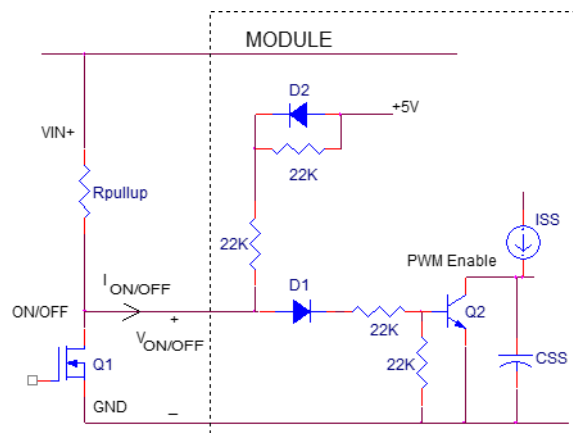 MODULE
D2
+5V
VIN+
22K
Rpullup
ISS
22K
PWM Enable
I ON/OFF
D1
ON/OFF
Q2
+
V ON/OFF
22K
Q1
22K
CSS
GND
–